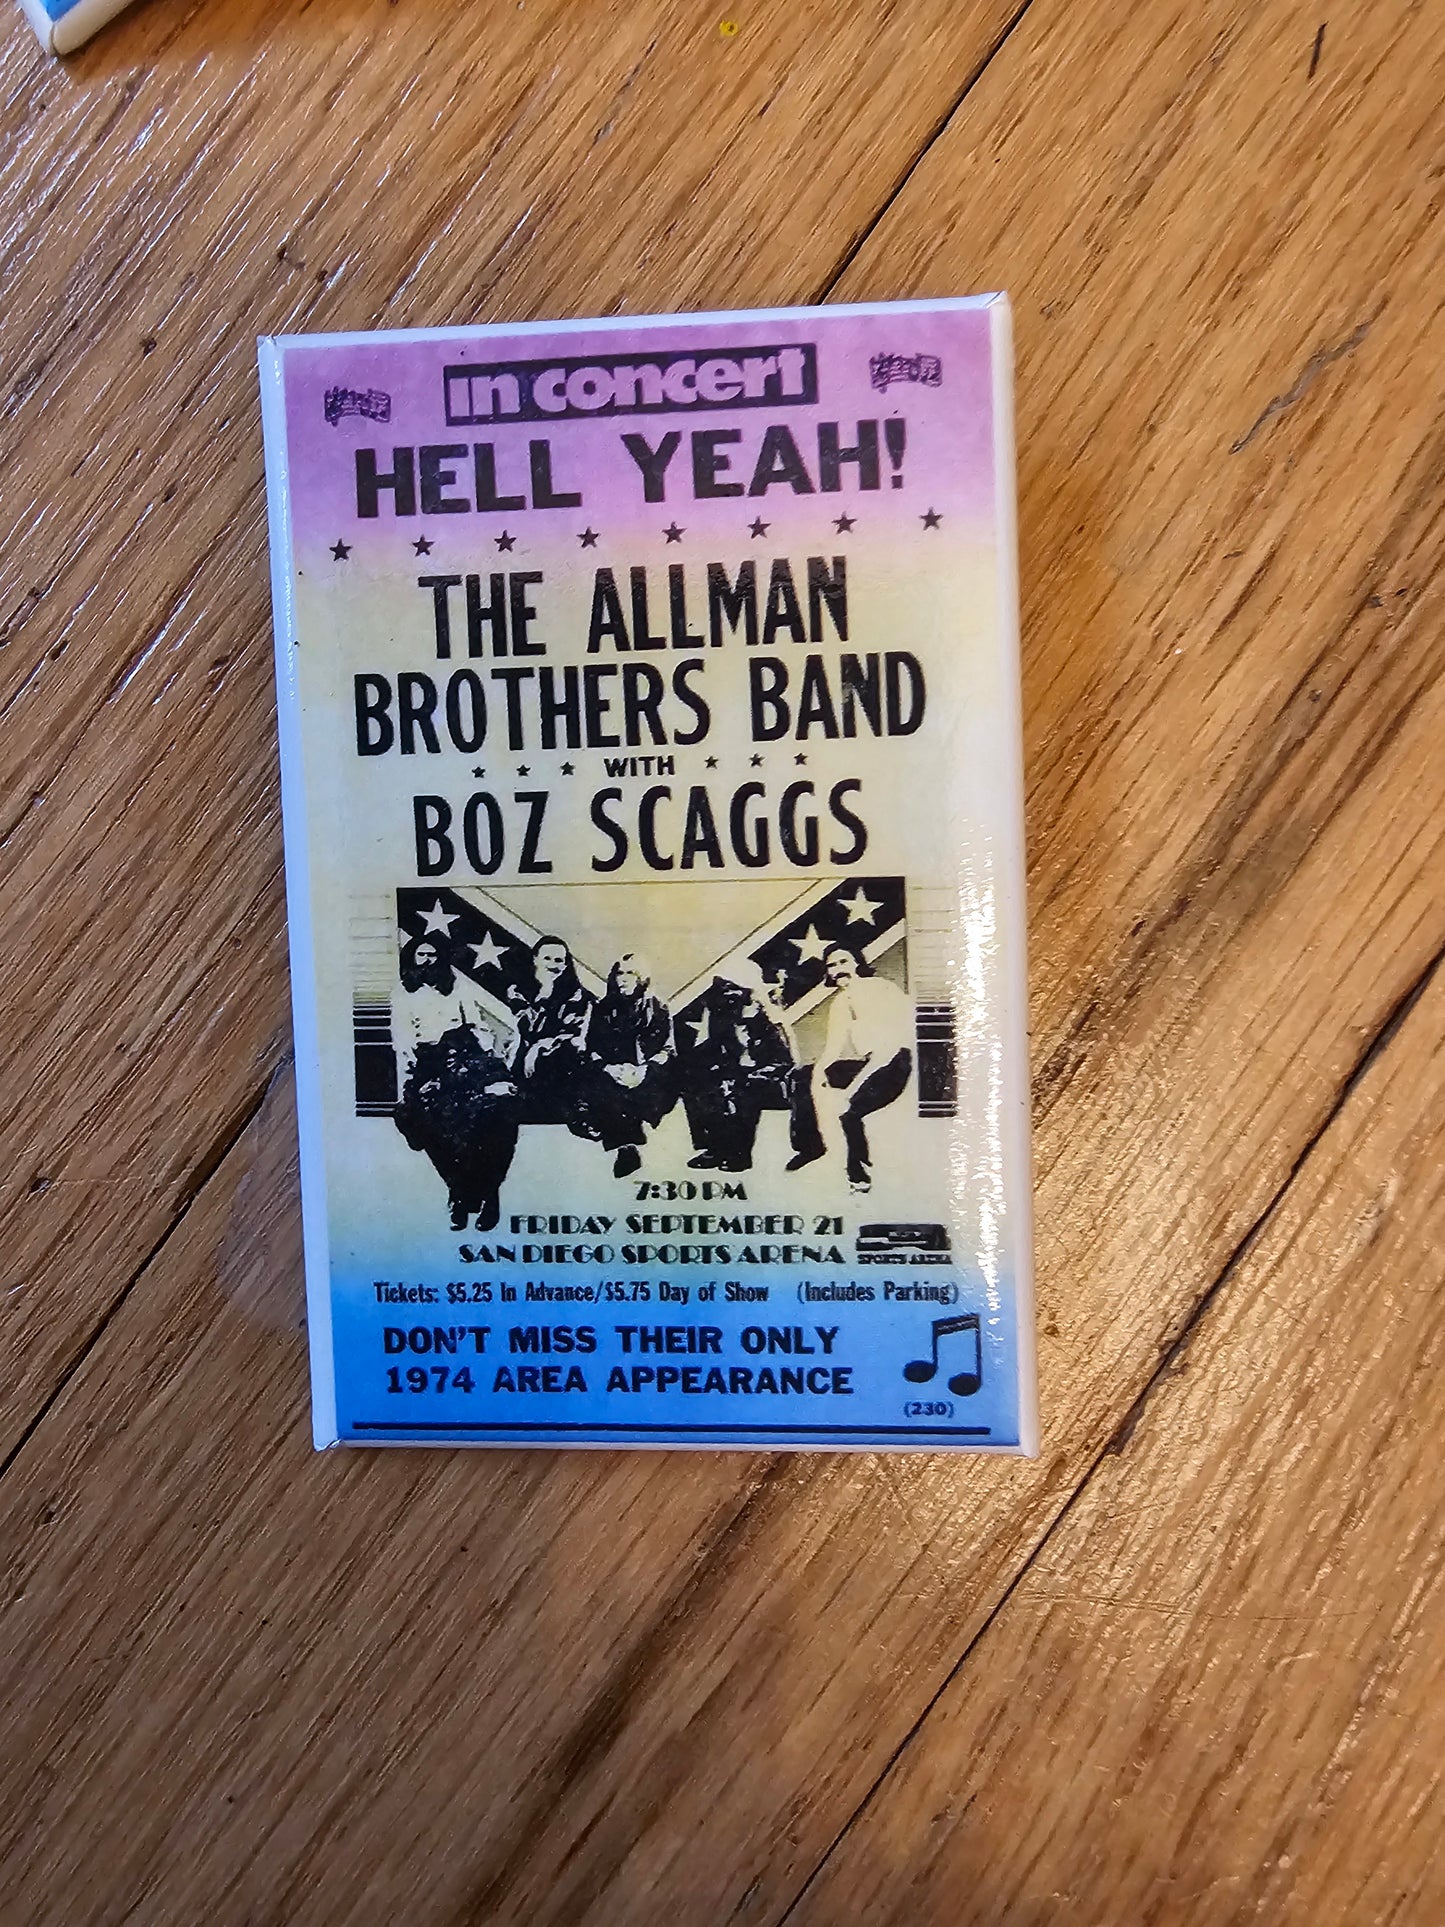 in concert
HELL YEAH!
THE ALLMAN
BROTHERS BAND
WITH
BOZ SCAGGS
7:30 PM
FRIDAY SEPTEMBER 21
SAN DIEGO SPORTS ARENA
SPORTS ARENA
Tickets: $5.25 In Advance/$5.75 Day of Show (Includes Parking)
DON'T MISS THEIR ONLY
1974 AREA APPEARANCE
(230)